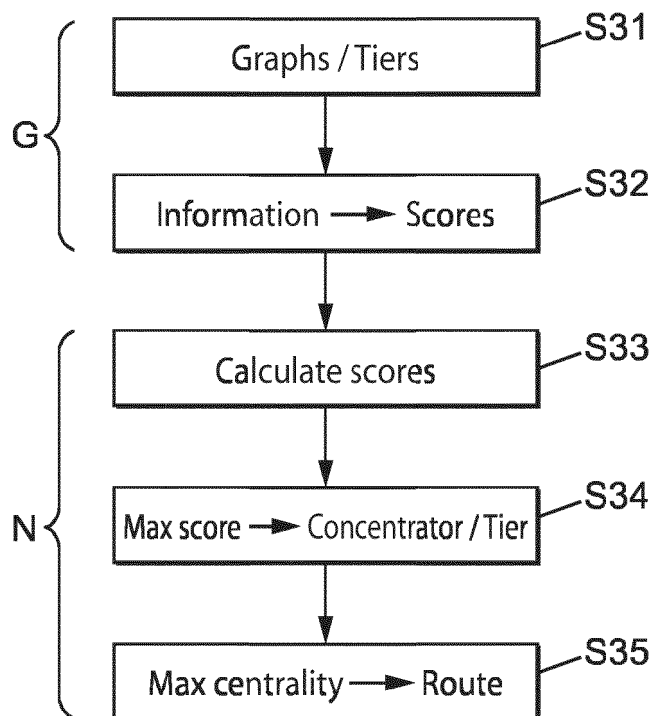 Graphs / Tiers
S31
G
Information → Scores
S32
Calculate scores
S33
N
Max score → Concentrator / Tier
S34
Max centrality → Route
S35